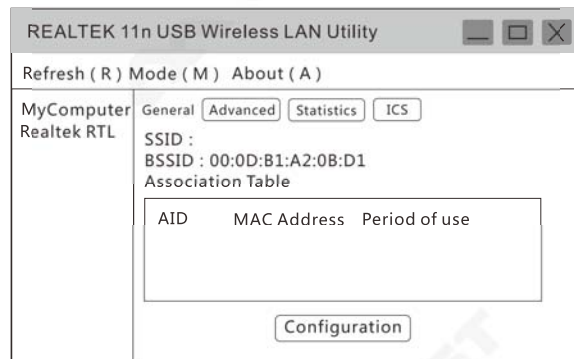 REALTEK 11n USB Wireless LAN Utility
Refresh ( R ) Mode ( M ) About ( A )
MyComputer
Realtek RTL
General Advanced Statistics ICS
SSID :
BSSID : 00:0D:B1:A2:0B:D1
Association Table
AID MAC Address Period of use
Configuration